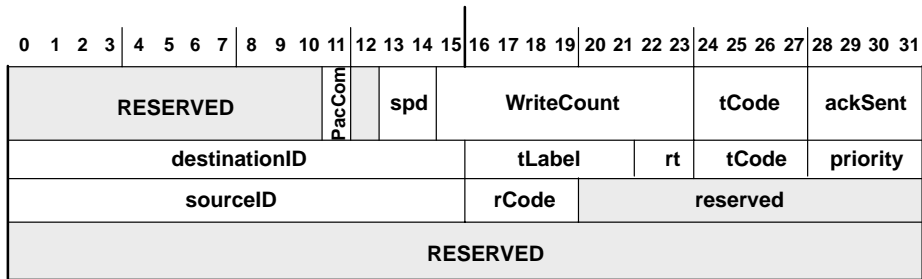 0 1 2 3 4 5 6 7 8 9 10 11 12 13 14 15 16 17 18 19 20 21 22 23 24 25 26 27 28 29 30 31
RESERVED PacCom spd WriteCount tCode ackSent
destinationID tLabel rt tCode priority
sourceID rCode reserved
RESERVED